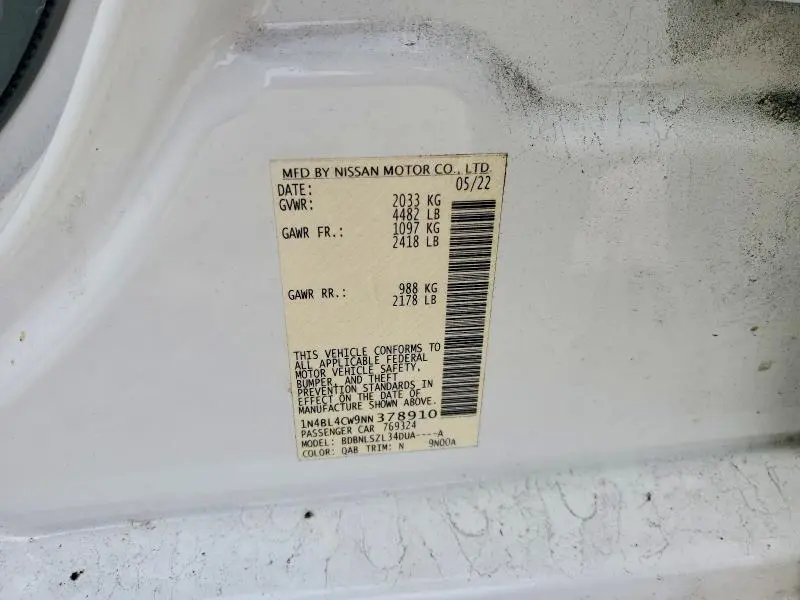 MFD BY NISSAN MOTOR CO., LTD.
DATE: 05/22
GVWR: 2033 KG
4482 LB
GAWR FR.: 1097 KG
2418 LB
GAWR RR.: 988 KG
2178 LB
THIS VEHICLE CONFORMS TO
ALL APPLICABLE FEDERAL
MOTOR VEHICLE SAFETY,
BUMPER, AND THEFT
PREVENTION STANDARDS IN
EFFECT ON THE DATE OF
MANUFACTURE SHOWN ABOVE.
1N4BL4CW9NN378910
PASSENGER CAR 769324
MODEL: BDBNLSZL34DUA----A
COLOR: QAB TRIM: N 9N00A